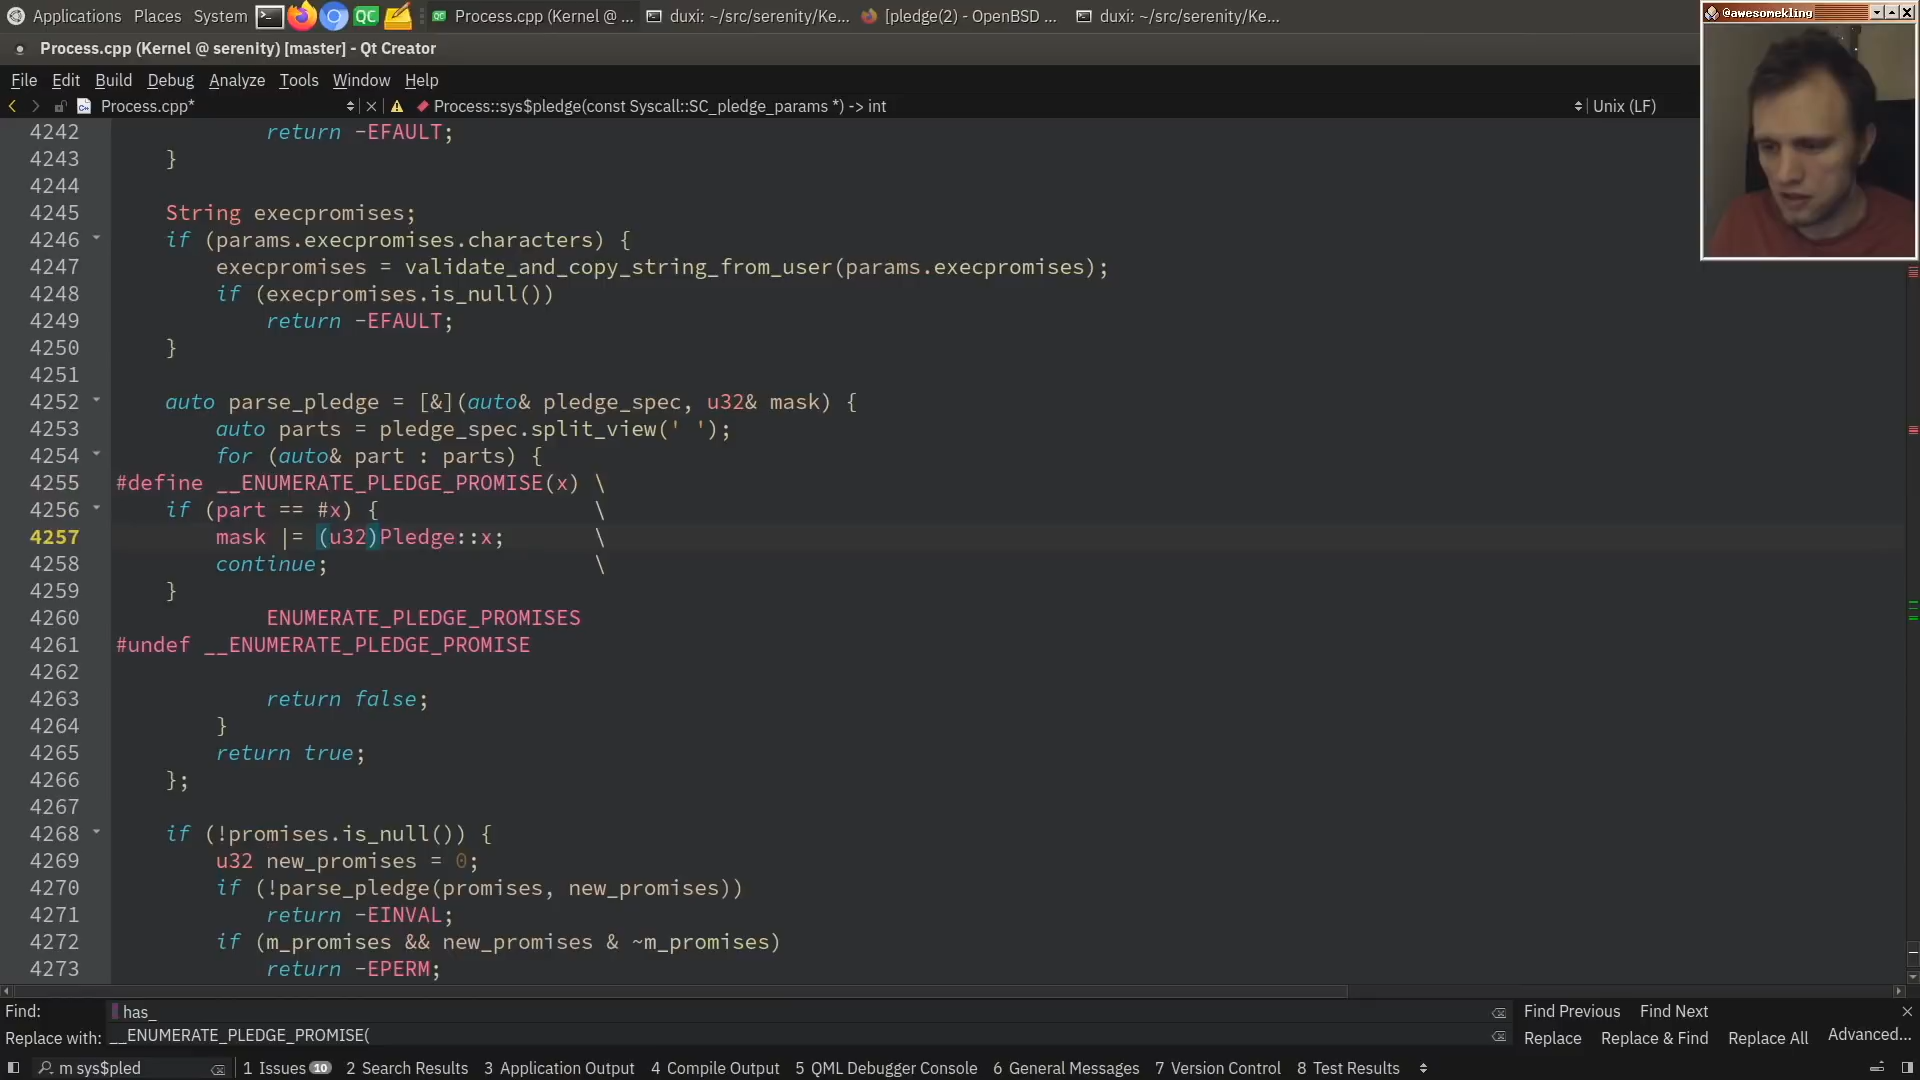 Applications Places System Process.cpp (Kernel @ ... duxi: ~/src/serenity/Ke... [pledge(2) - OpenBSD ... duxi: ~/src/serenity/Ke...
@awesomekling
Process.cpp (Kernel @ serenity) [master] - Qt Creator
File Edit Build Debug Analyze Tools Window Help
Process.cpp* Process::sys$pledge(const Syscall::SC_pledge_params *) -> int Unix (LF)
4242 return -EFAULT;
4243 }
4244
4245 String execpromises;
4246 if (params.execpromises.characters) {
4247 execpromises = validate_and_copy_string_from_user(params.execpromises);
4248 if (execpromises.is_null())
4249 return -EFAULT;
4250 }
4251
4252 auto parse_pledge = [&](auto& pledge_spec, u32& mask) {
4253 auto parts = pledge_spec.split_view(' ');
4254 for (auto& part : parts) {
4255 #define __ENUMERATE_PLEDGE_PROMISE(x) \
4256 if (part == #x) { \
4257 mask |= (u32)Pledge::x; \
4258 continue; \
4259 }
4260 ENUMERATE_PLEDGE_PROMISES
4261 #undef __ENUMERATE_PLEDGE_PROMISE
4262
4263 return false;
4264 }
4265 return true;
4266 };
4267
4268 if (!promises.is_null()) {
4269 u32 new_promises = 0;
4270 if (!parse_pledge(promises, new_promises))
4271 return -EINVAL;
4272 if (m_promises && new_promises & ~m_promises)
4273 return -EPERM;
Find: has_ Find Previous Find Next
Replace with: __ENUMERATE_PLEDGE_PROMISE( Replace Replace & Find Replace All Advanced...
m sys$pled 1 Issues 10 2 Search Results 3 Application Output 4 Compile Output 5 QML Debugger Console 6 General Messages 7 Version Control 8 Test Results